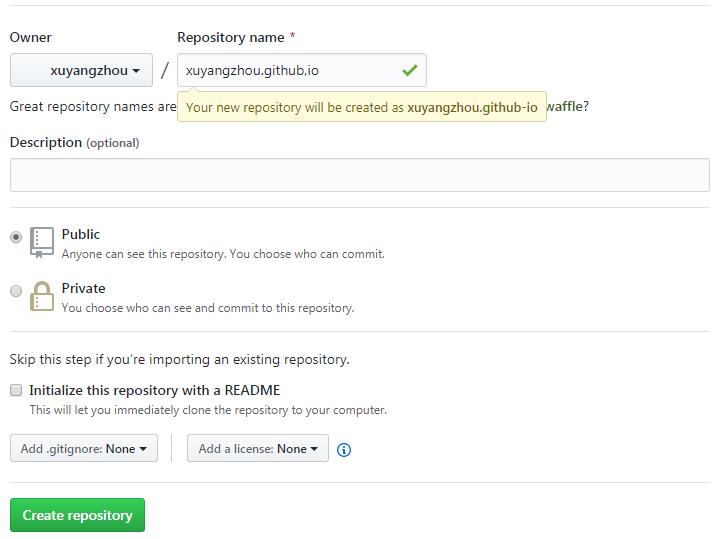 Owner
Repository name *
xuyangzhou / xuyangzhou.github,io
Great repository names are waffle?
Your new repository will be created as xuyangzhou.github-io
Description (optional)
Public
Anyone can see this repository. You choose who can commit.
Private
You choose who can see and commit to this repository.
Skip this step if you’re importing an existing repository.
Initialize this repository with a README
This will let you immediately clone the repository to your computer.
Add .gitignore: None
Add a license: None
Create repository